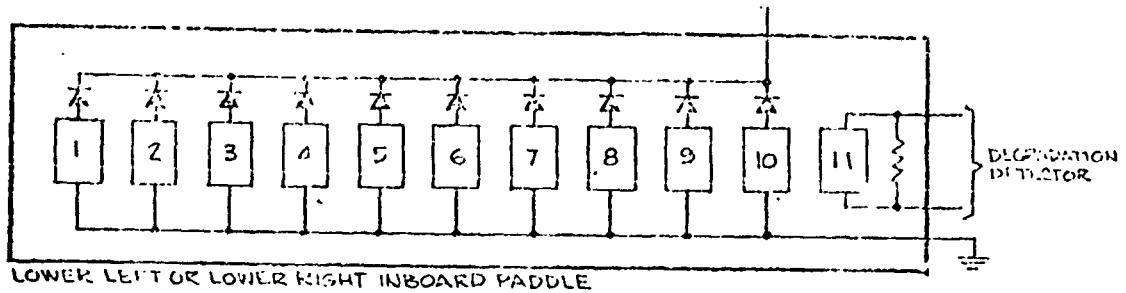 1 2 3 4 5 6 7 8 9 10 11
DEGRADATION
DETECTOR
LOWER LEFT OR LOWER RIGHT INBOARD PADDLE